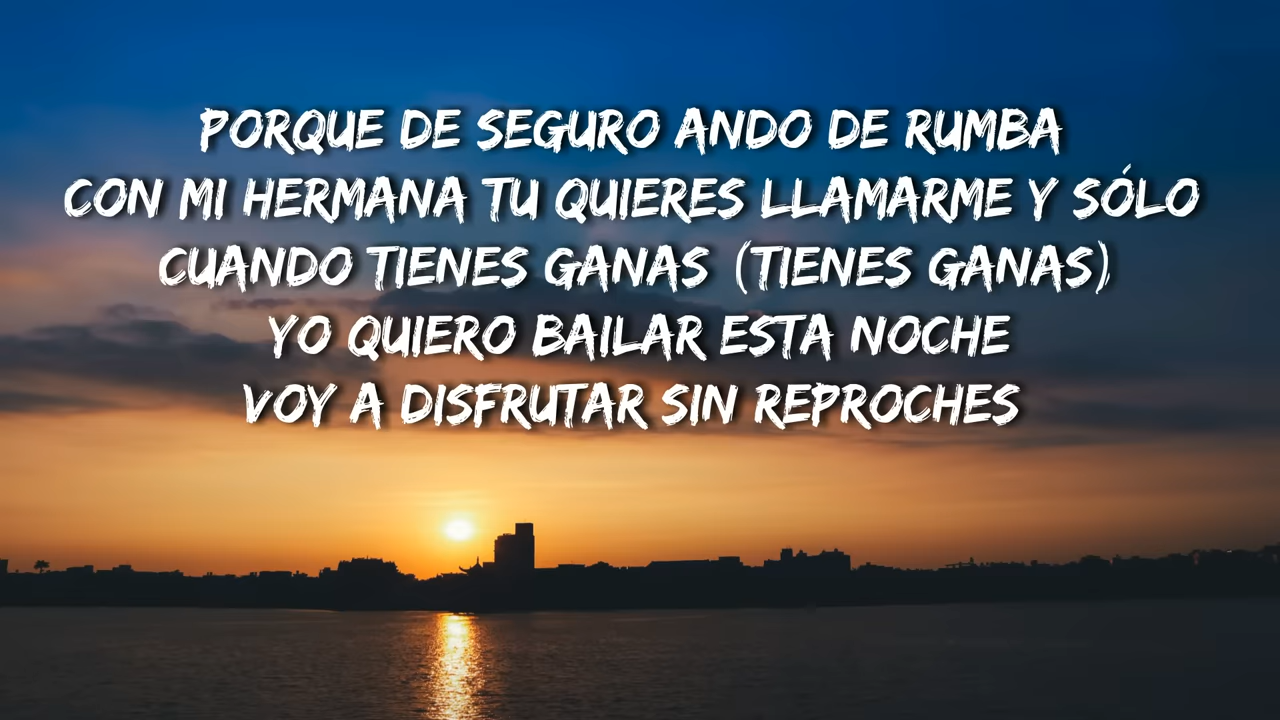 PORQUE DE SEGURO ANDO DE RUMBA
CON MI HERMANA TU QUIERES LLAMARME Y SÓLO
CUANDO TIENES GANAS (TIENES GANAS)
YO QUIERO BAILAR ESTA NOCHE
VOY A DISFRUTAR SIN REPROCHES